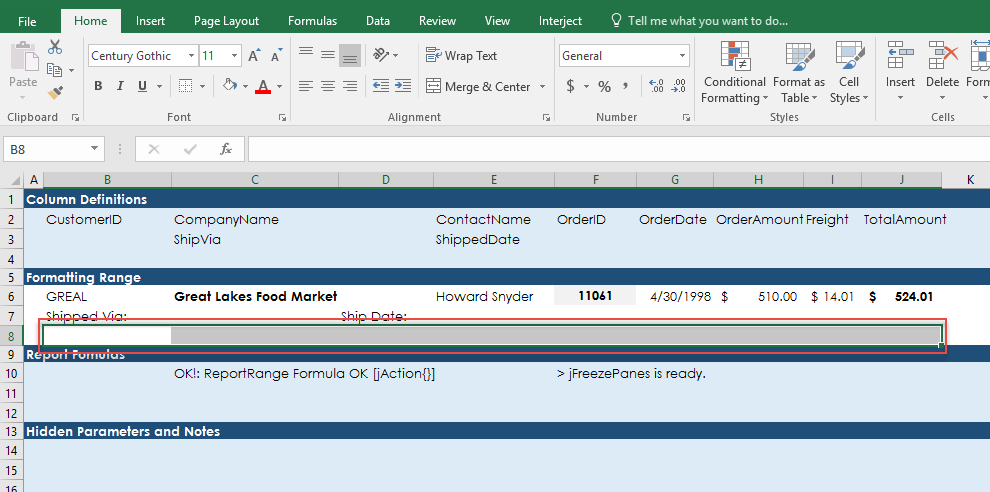 File Home Insert Page Layout Formulas Data Review View Interject Tell me what you want to do...
Century Gothic 11 A A Wrap Text General
Paste B I U A Merge & Center $ % , .00 .0 Conditional Formatting Format as Table Cell Styles Insert Delete Form
Clipboard Font Alignment Number Styles Cells
B8 fx
A B C D E F G H I J K
1 Column Definitions
2 CustomerID CompanyName ContactName OrderID OrderDate OrderAmount Freight TotalAmount
3 ShipVia ShippedDate
4
5 Formatting Range
6 GREAL Great Lakes Food Market Howard Snyder 11061 4/30/1998 $ 510.00 $ 14.01 $ 524.01
7 Shipped Via: Ship Date:
8
9 Report Fomulas
10 OK!: ReportRange Formula OK [jAction{}] > jFreezePanes is ready.
11
12
13 Hidden Parameters and Notes
14
15
16